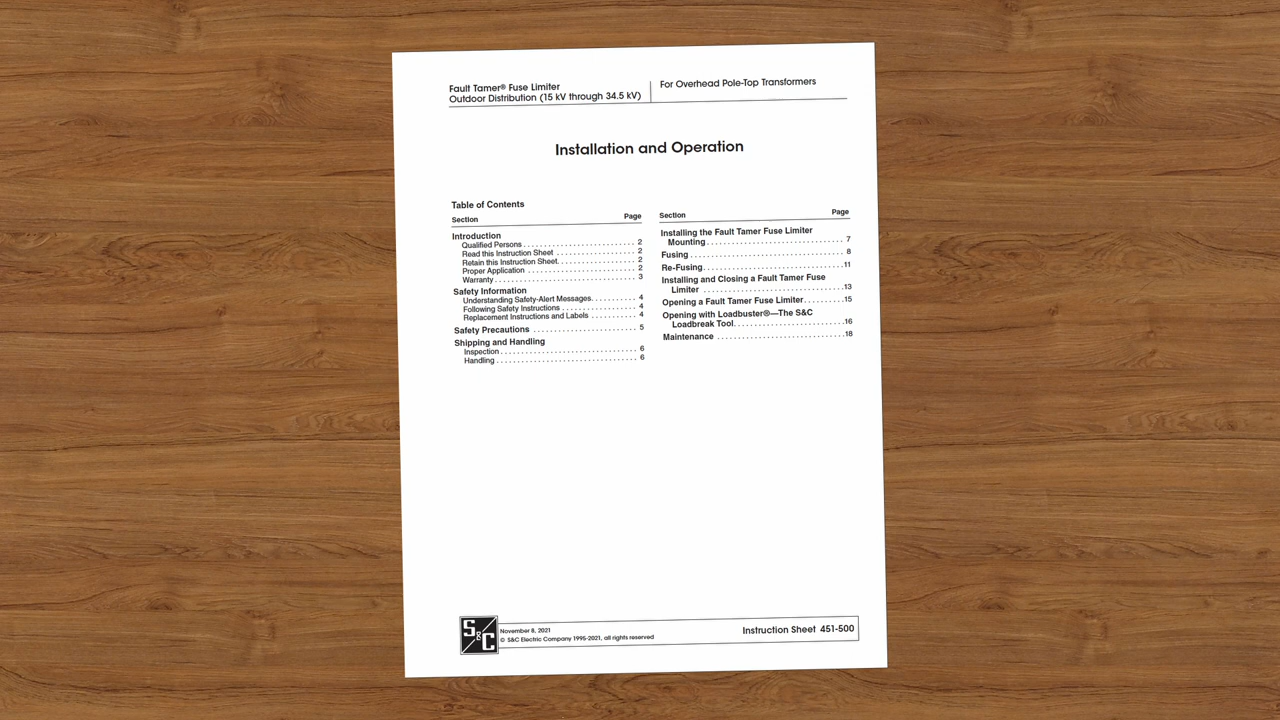 Fault Tamer® Fuse Limiter
Outdoor Distribution (15 kV through 34.5 kV)
For Overhead Pole-Top Transformers
Installation and Operation
Table of Contents
Section Page
Introduction
Qualified Persons . . . . . . . . . . . . . . . . . . . . . . . . . . . 2
Read this Instruction Sheet . . . . . . . . . . . . . . . . . . . 2
Retain this Instruction Sheet. . . . . . . . . . . . . . . . . . . 2
Proper Application . . . . . . . . . . . . . . . . . . . . . . . . . 2
Warranty . . . . . . . . . . . . . . . . . . . . . . . . . . . . . . . . . 3
Safety Information
Understanding Safety-Alert Messages. . . . . . . . . . . 4
Following Safety Instructions . . . . . . . . . . . . . . . . . . 4
Replacement Instructions and Labels . . . . . . . . . . . 4
Safety Precautions . . . . . . . . . . . . . . . . . . . . . . . . . 5
Shipping and Handling
Inspection . . . . . . . . . . . . . . . . . . . . . . . . . . . . . . . . 6
Handling . . . . . . . . . . . . . . . . . . . . . . . . . . . . . . . . . 6
Section Page
Installing the Fault Tamer Fuse Limiter
Mounting . . . . . . . . . . . . . . . . . . . . . . . . . . . . . . . . 7
Fusing . . . . . . . . . . . . . . . . . . . . . . . . . . . . . . . . . . . 8
Re-Fusing. . . . . . . . . . . . . . . . . . . . . . . . . . . . . . . .11
Installing and Closing a Fault Tamer Fuse
Limiter . . . . . . . . . . . . . . . . . . . . . . . . . . . . . . . . .13
Opening a Fault Tamer Fuse Limiter. . . . . . . . . .15
Opening with Loadbuster®—The S&C
Loadbreak Tool. . . . . . . . . . . . . . . . . . . . . . . . . . .16
Maintenance . . . . . . . . . . . . . . . . . . . . . . . . . . . . .18
S&C
November 8, 2021
© S&C Electric Company 1995-2021, all rights reserved
Instruction Sheet 451-500